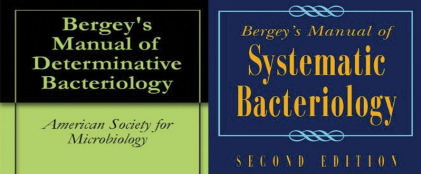 Bergey's
Manual of
Determinative
Bacteriology
American Society for
Microbiology
Bergey's Manual of
Systematic
Bacteriology
SECOND EDITION